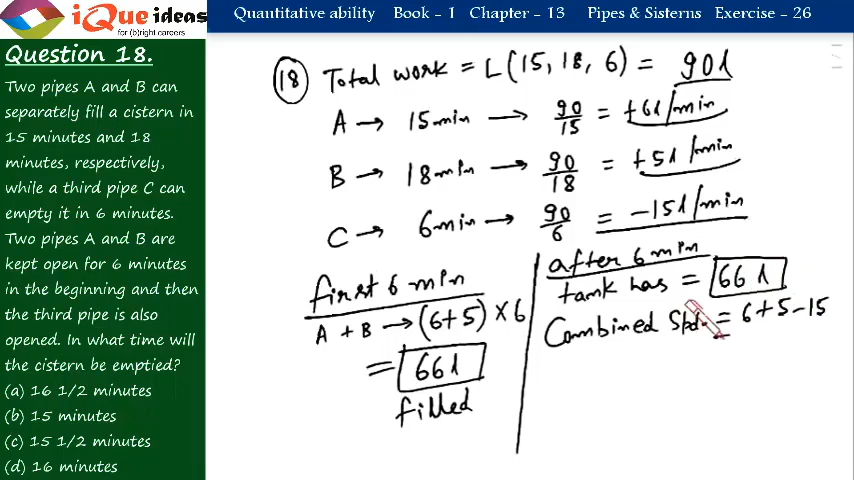 iQue ideas
for (b)right careers
Quantitative ability Book - 1 Chapter - 13 Pipes & Sisterns Exercise - 26
Question 18.
Two pipes A and B can
separately fill a cistern in
15 minutes and 18
minutes, respectively,
while a third pipe C can
empty it in 6 minutes.
Two pipes A and B are
kept open for 6 minutes
in the beginning and then
the third pipe is also
opened. In what time will
the cistern be emptied?
(a) 16 1/2 minutes
(b) 15 minutes
(c) 15 1/2 minutes
(d) 16 minutes
18 Total work = L(15, 18, 6) = 90l
A → 15min → 90/15 = +6l/min
B → 18min → 90/18 = +5l/min
C → 6min → 90/6 = -15l/min
first 6 min
A + B → (6+5) × 6
= 66l
filled
after 6 min
tank has = 66l
Combined Spd. = 6+5-15